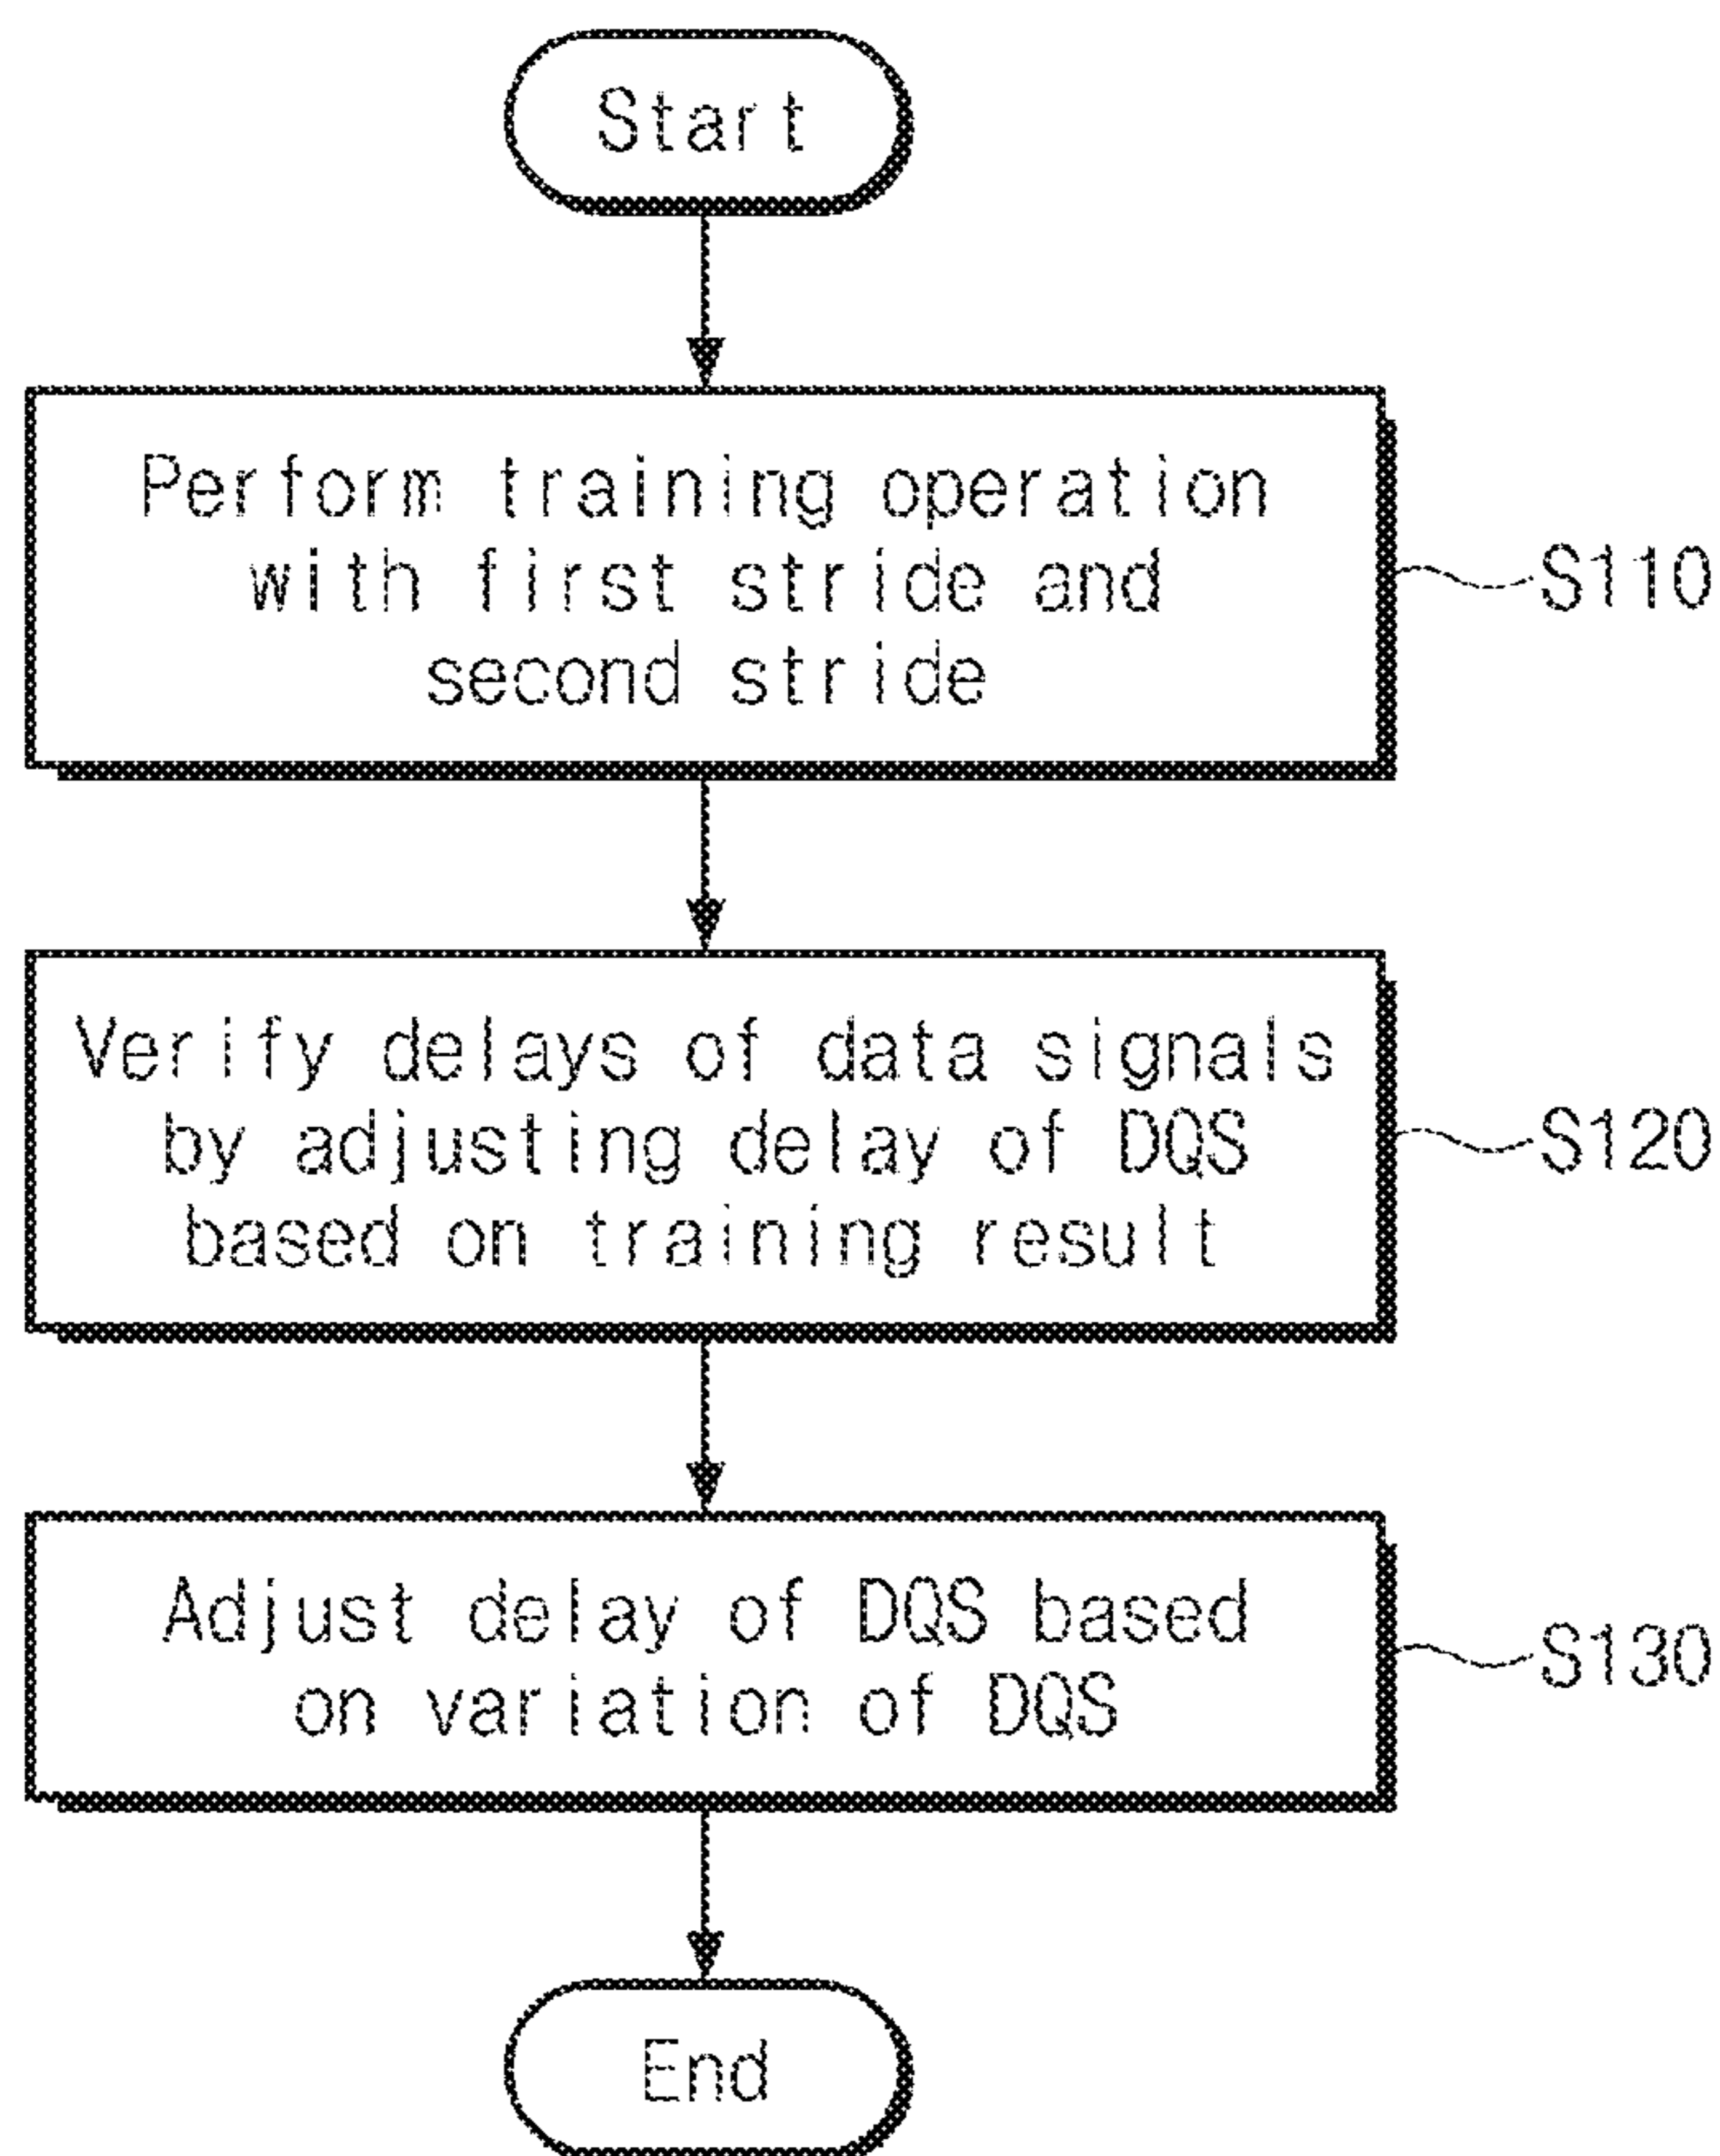 Start
Perform training operation
with first stride and
second stride
S110
Verify delays of data signals
by adjusting delay of DQS
based on training result
S120
Adjust delay of DQS based
on variation of DQS
S130
End